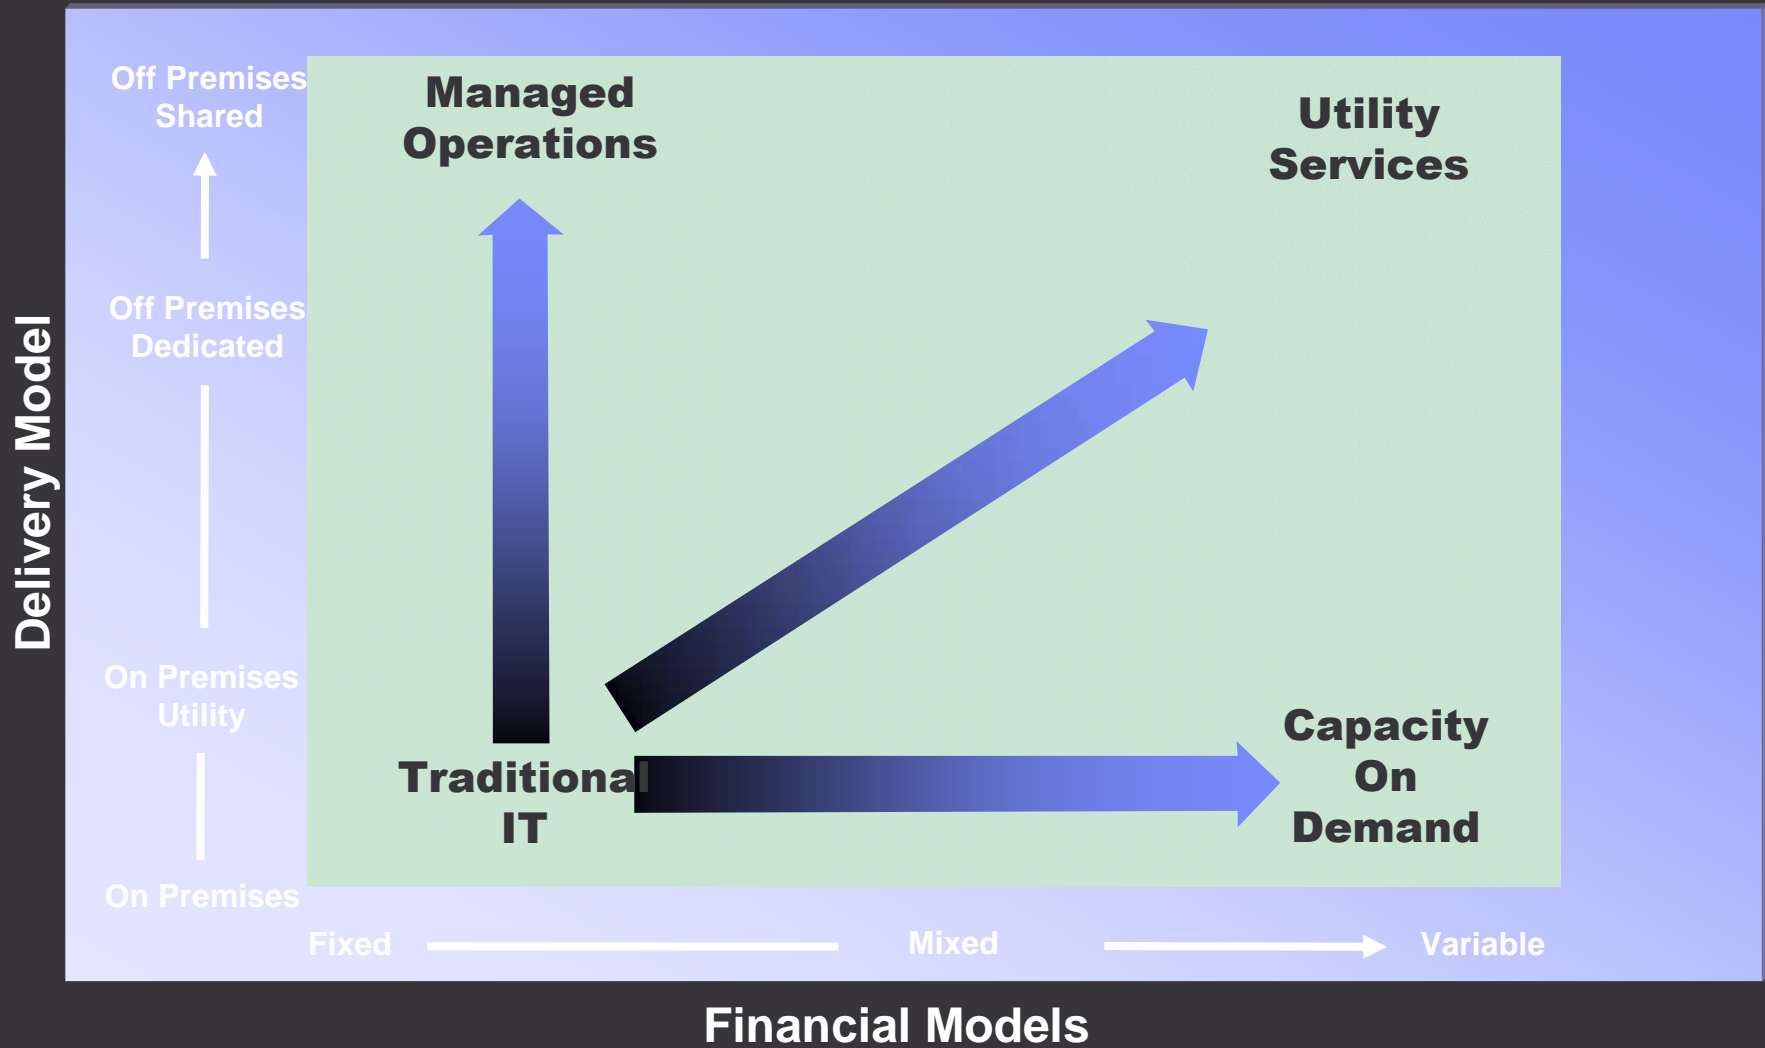 Off Premises
Shared
Managed
Operations
Utility
Services
Off Premises
Dedicated
Delivery Model
On Premises
Utility
Traditional
IT
Capacity
On
Demand
On Premises
Fixed
Mixed
Variable
Financial Models